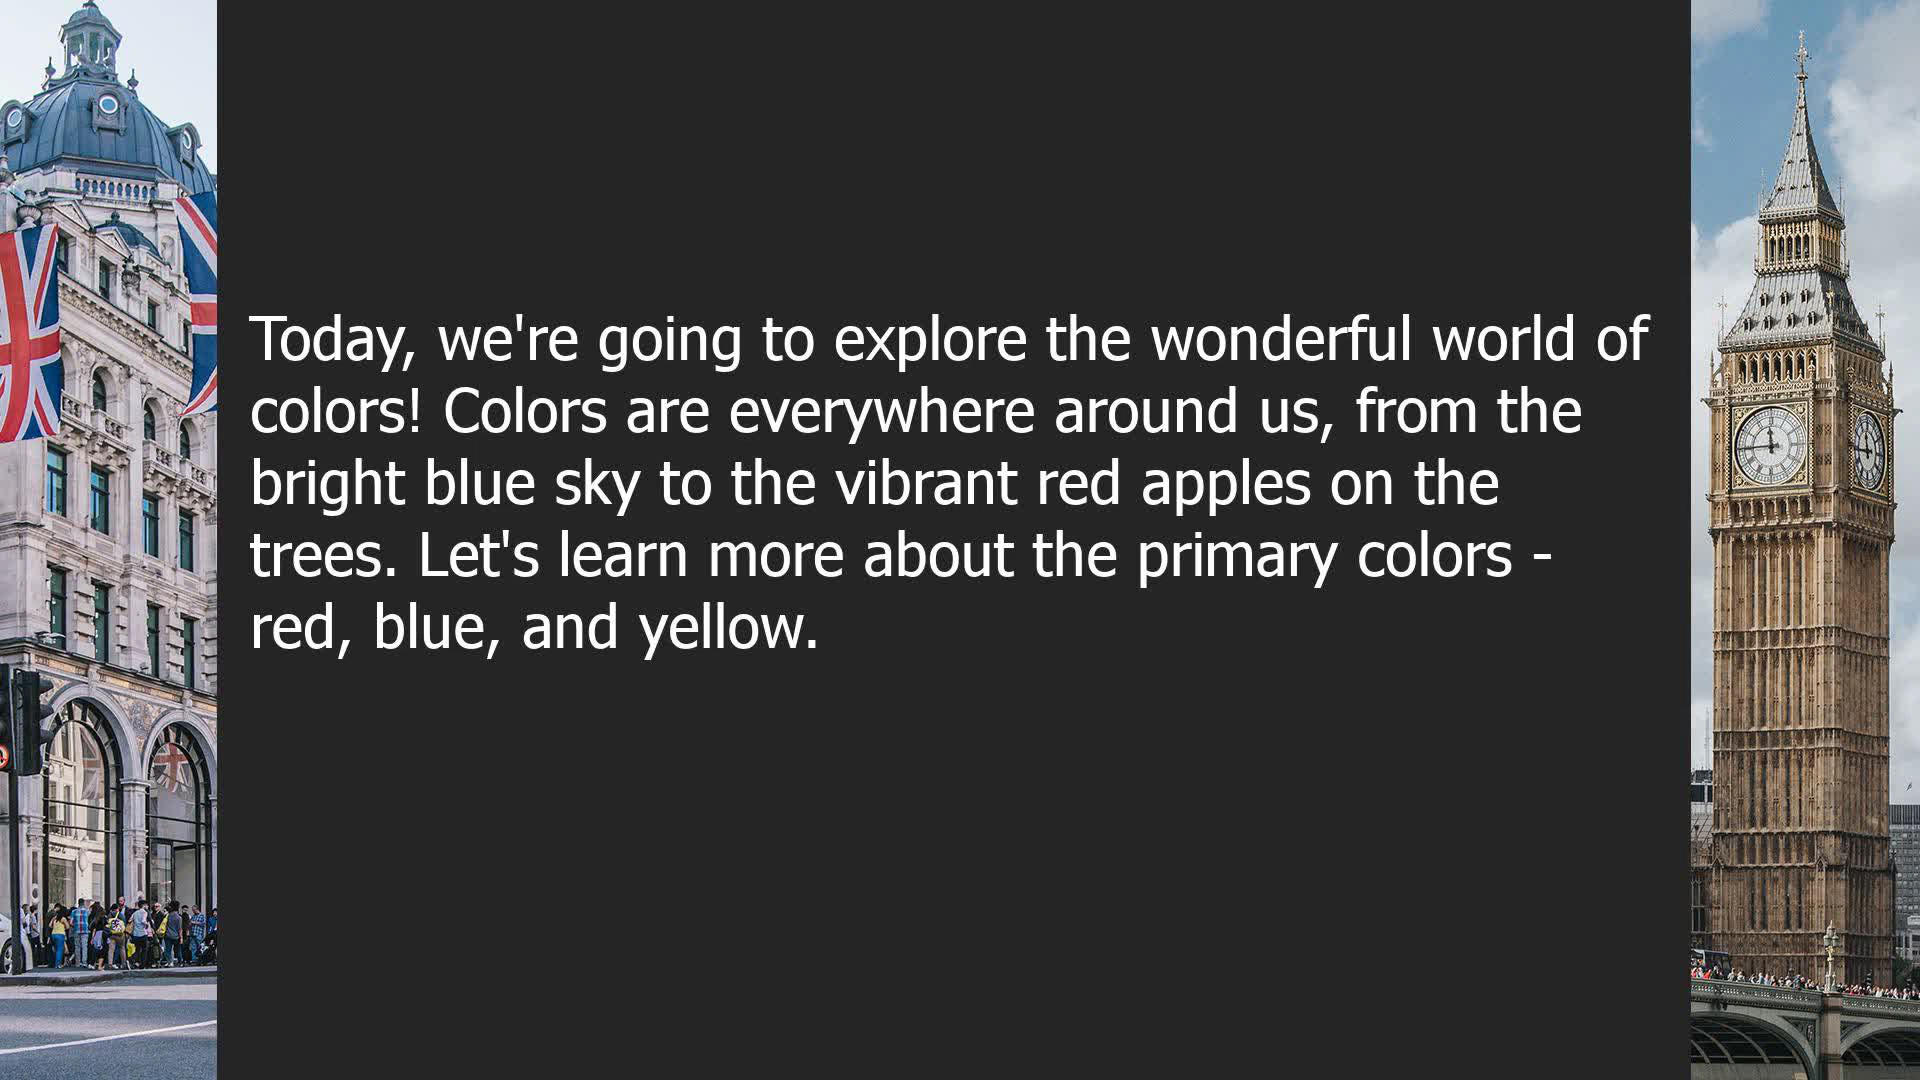 Today, we're going to explore the wonderful world of
colors! Colors are everywhere around us, from the
bright blue sky to the vibrant red apples on the
trees. Let's learn more about the primary colors -
red, blue, and yellow.